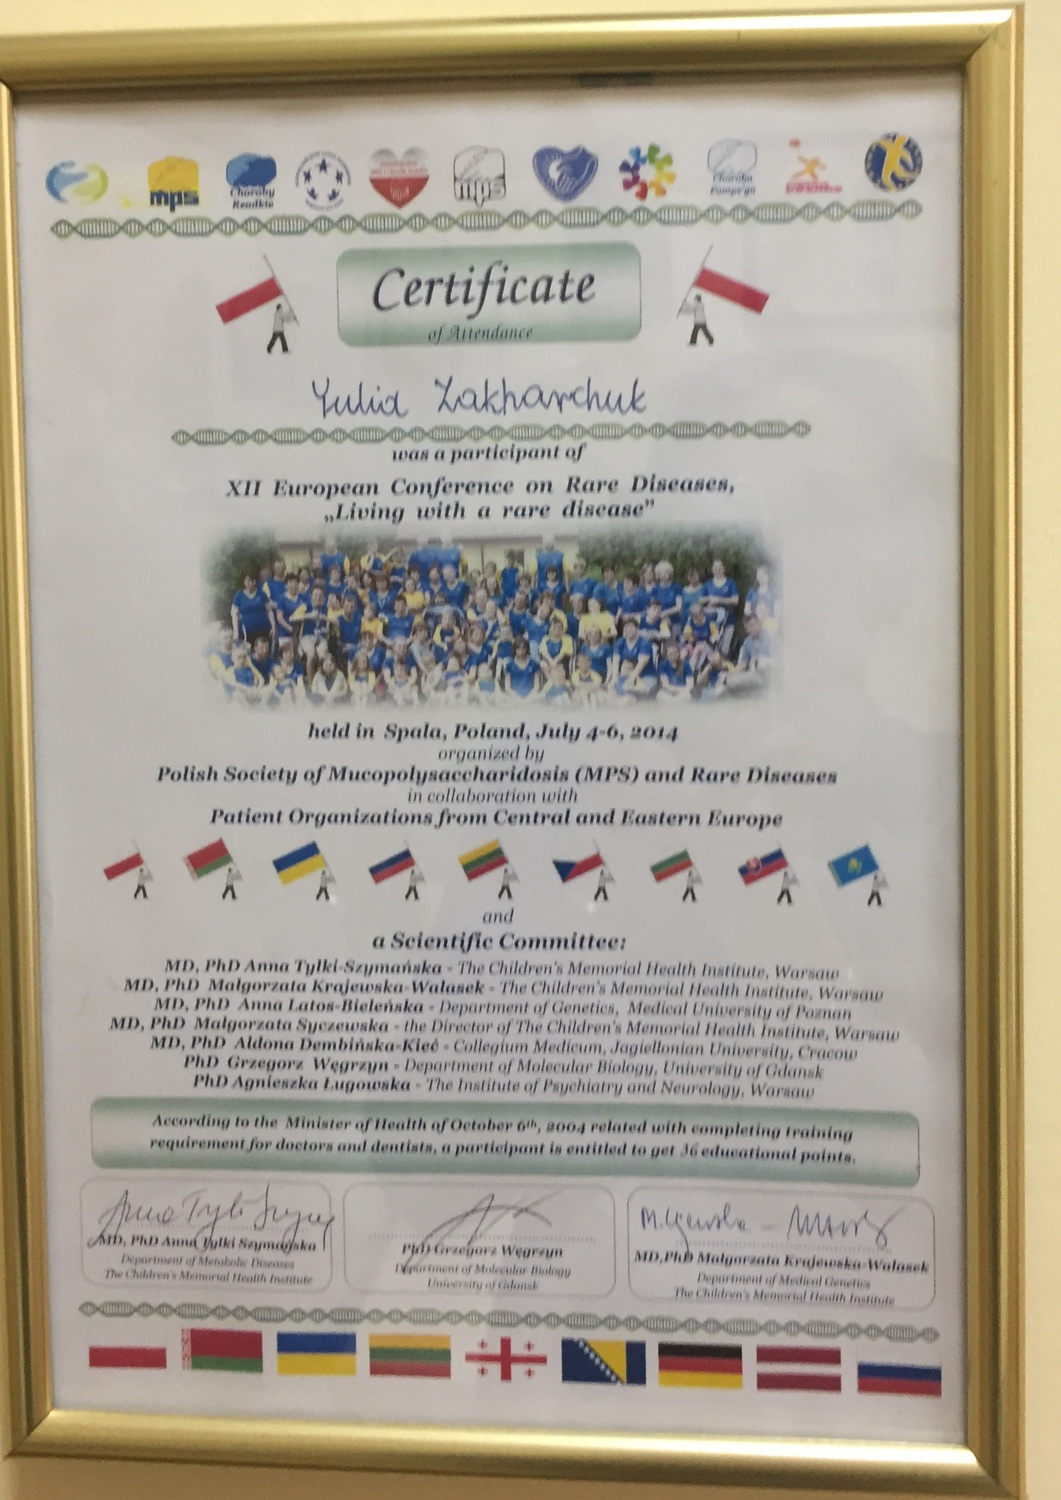 mps
Choroby
Rzadkie
mps
Choroba
Pompe'go
Certificate
of Attendance
Yulia Zakharchuk
was a participant of
XII European Conference on Rare Diseases,
„Living with a rare disease”
held in Spala, Poland, July 4-6, 2014
organized by
Polish Society of Mucopolysaccharidosis (MPS) and Rare Diseases
in collaboration with
Patient Organizations from Central and Eastern Europe
and
a Scientific Committee:
MD, PhD Anna Tylki-Szymańska - The Children's Memorial Health Institute, Warsaw
MD, PhD Malgorzata Krajewska-Walasek - The Children's Memorial Health Institute, Warsaw
MD, PhD Anna Latos-Bieleńska - Department of Genetics, Medical University of Poznan
MD, PhD Malgorzata Syczewska - the Director of The Children's Memorial Health Institute, Warsaw
MD, PhD Aldona Dembińska-Kieć - Collegium Medicum, Jagiellonian University, Cracow
PhD Grzegorz Węgrzyn - Department of Molecular Biology, University of Gdansk
PhD Agnieszka Ługowska - The Institute of Psychiatry and Neurology, Warsaw
According to the Minister of Health of October 6th, 2004 related with completing training
requirement for doctors and dentists, a participant is entitled to get 36 educational points.
MD, PhD Anna Tylki Szymańska
Department of Metabolic Diseases
The Children's Memorial Health Institute
PhD Grzegorz Węgrzyn
Department of Molecular Biology
University of Gdansk
MD,PhD Malgorzata Krajewska-Walasek
Department of Medical Genetics
The Children's Memorial Health Institute